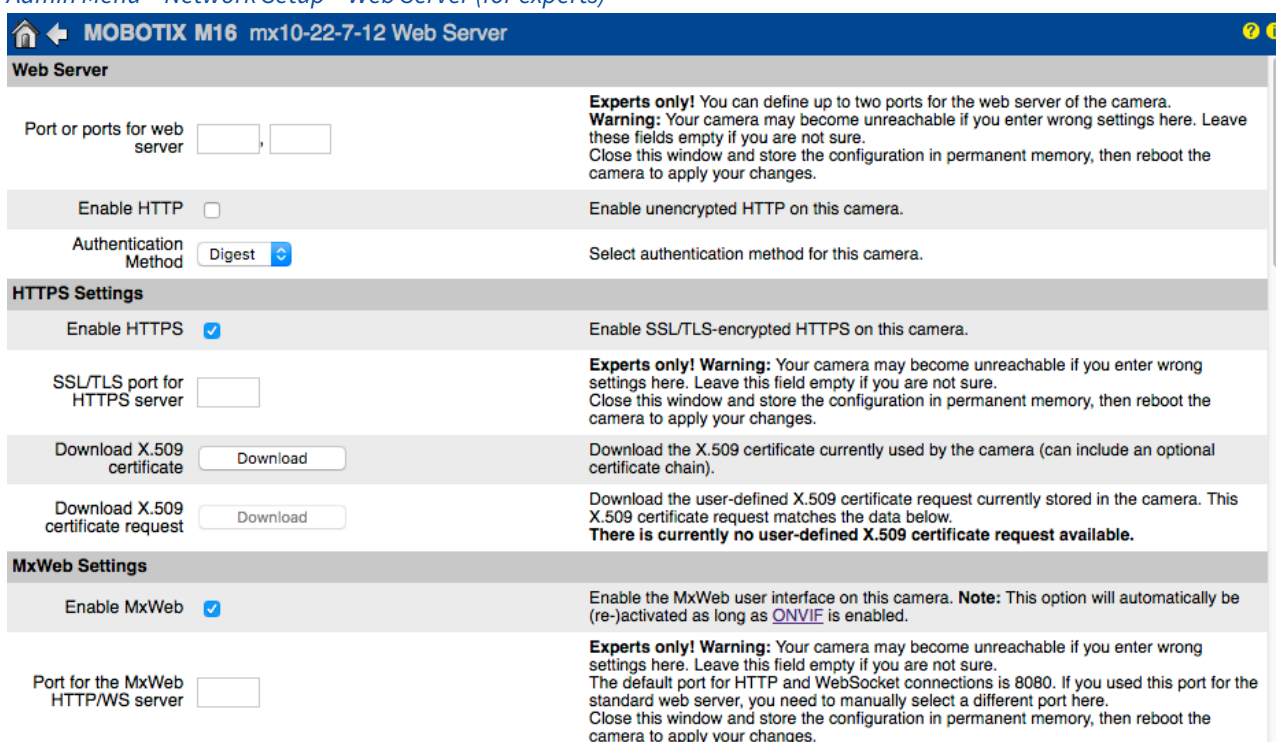 Admin Menu – Network Setup – Web Server (for experts)
MOBOTIX M16 mx10-22-7-12 Web Server
? i
Web Server
Port or ports for web
server
,
Experts only! You can define up to two ports for the web server of the camera.
Warning: Your camera may become unreachable if you enter wrong settings here. Leave
these fields empty if you are not sure.
Close this window and store the configuration in permanent memory, then reboot the
camera to apply your changes.
Enable HTTP
Enable unencrypted HTTP on this camera.
Authentication
Method
Digest
Select authentication method for this camera.
HTTPS Settings
Enable HTTPS
Enable SSL/TLS-encrypted HTTPS on this camera.
SSL/TLS port for
HTTPS server
Experts only! Warning: Your camera may become unreachable if you enter wrong
settings here. Leave this field empty if you are not sure.
Close this window and store the configuration in permanent memory, then reboot the
camera to apply your changes.
Download X.509
certificate
Download
Download the X.509 certificate currently used by the camera (can include an optional
certificate chain).
Download X.509
certificate request
Download
Download the user-defined X.509 certificate request currently stored in the camera. This
X.509 certificate request matches the data below.
There is currently no user-defined X.509 certificate request available.
MxWeb Settings
Enable MxWeb
Enable the MxWeb user interface on this camera. Note: This option will automatically be
(re-)activated as long as ONVIF is enabled.
Port for the MxWeb
HTTP/WS server
Experts only! Warning: Your camera may become unreachable if you enter wrong
settings here. Leave this field empty if you are not sure.
The default port for HTTP and WebSocket connections is 8080. If you used this port for the
standard web server, you need to manually select a different port here.
Close this window and store the configuration in permanent memory, then reboot the
camera to apply your changes.